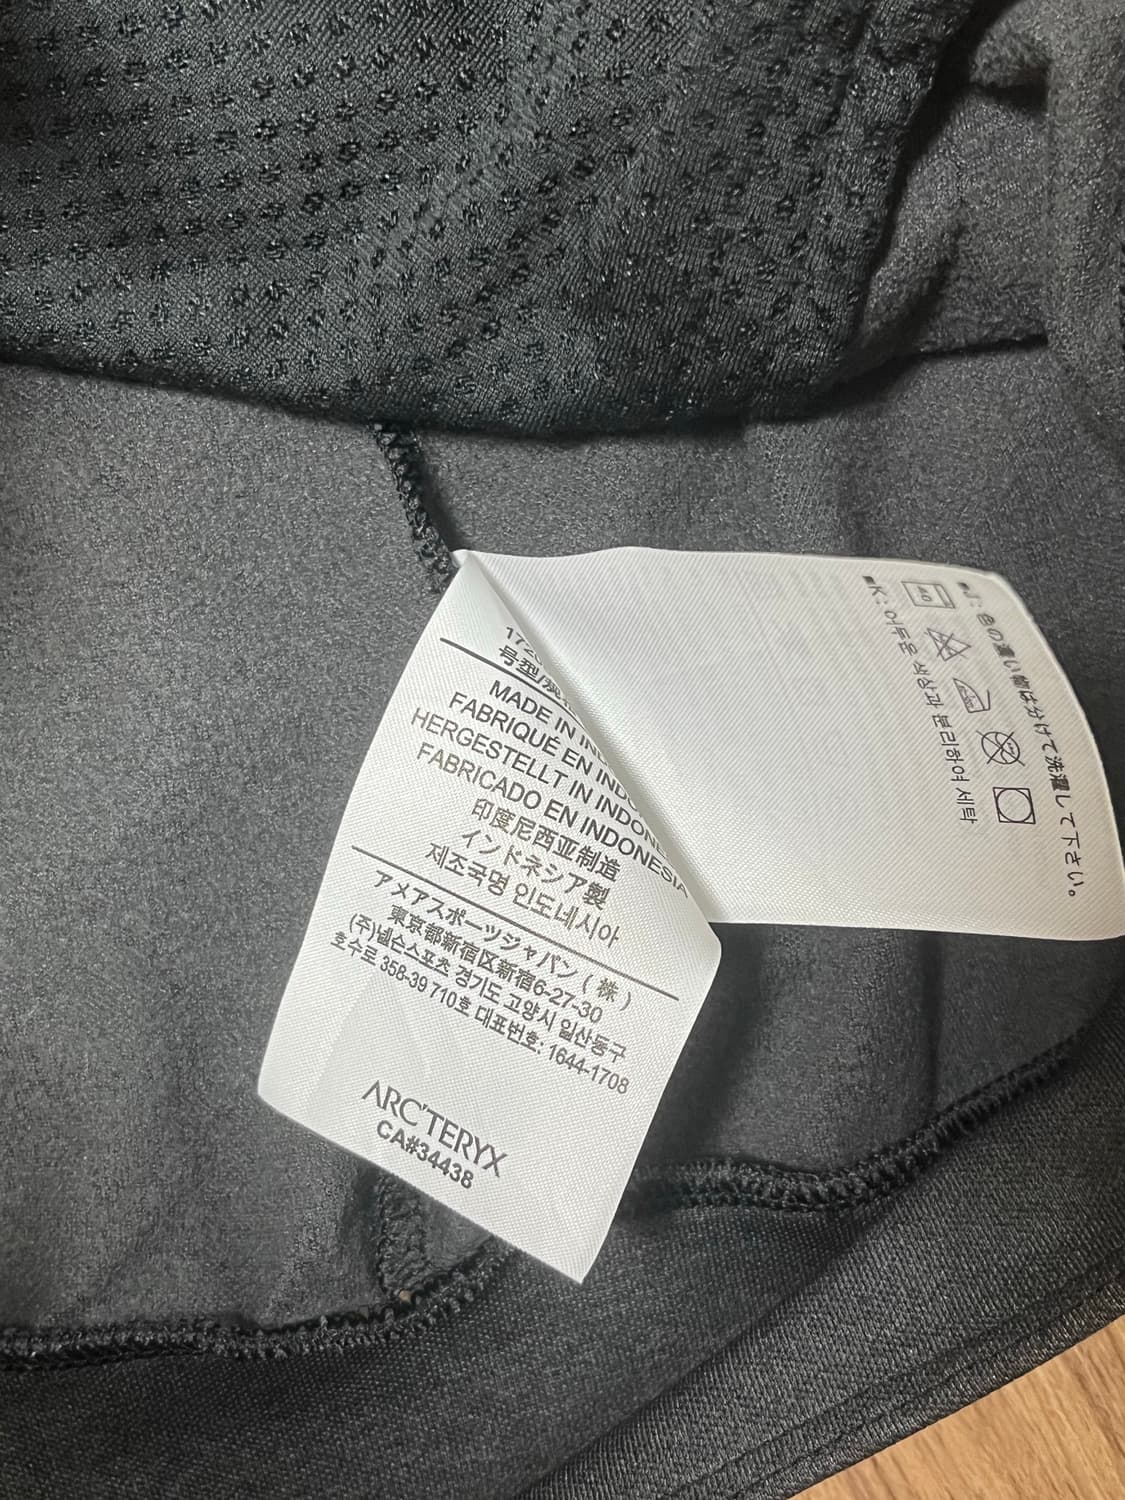 号型/
MADE IN
FABRIQUÉ EN
HERGESTELLT IN INDONESIA
FABRICADO EN INDONESIA
印度尼西亚制造
インドネシア製
제조국명 인도네시아
アメアスポーツジャパン(株)
東京都新宿区新宿6-27-30
(주)넬슨스포츠 경기도 고양시 일산동구
호수로 358-39 710호 대표번호: 1644-1708
ARC'TERYX
CA#34438
■J: 色の濃い物は分けて洗濯して下さい。
40
■K: 어두운 색상과 분리하여 세탁